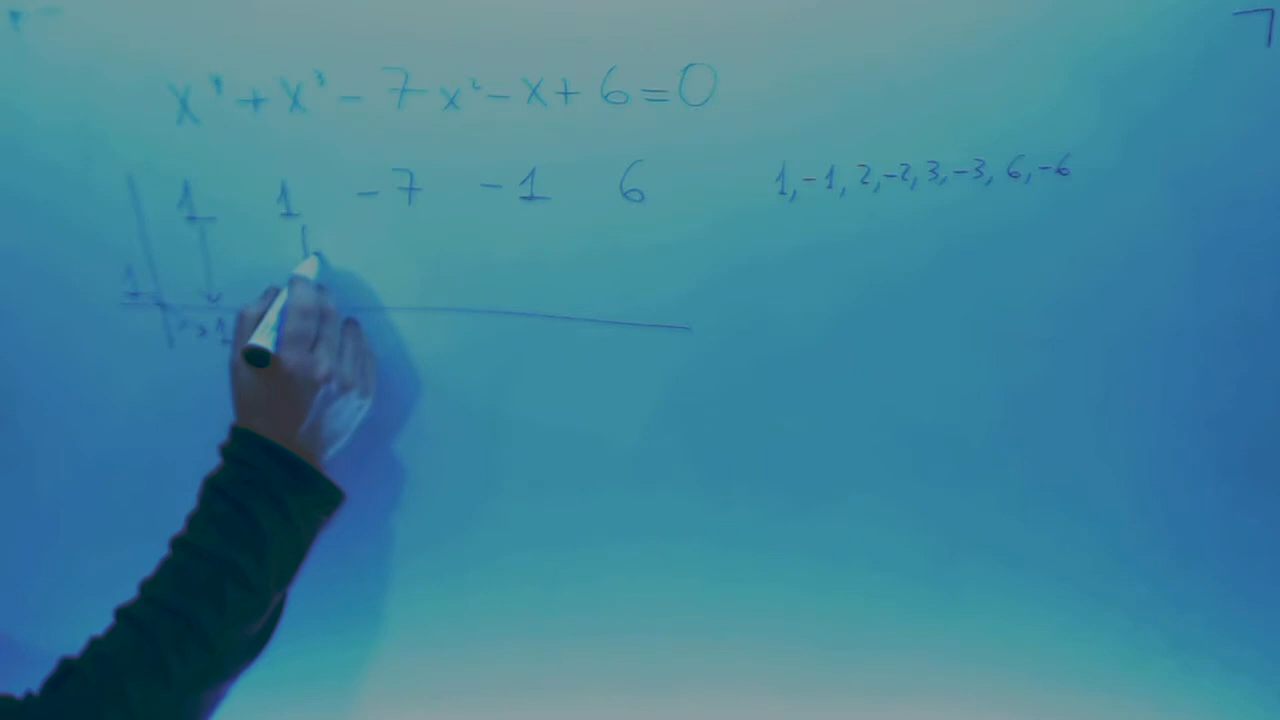 x⁴ + x³ - 7x² - x + 6 = 0
1 1 -7 -1 6 1, -1, 2, -2, 3, -3, 6, -6
1
1